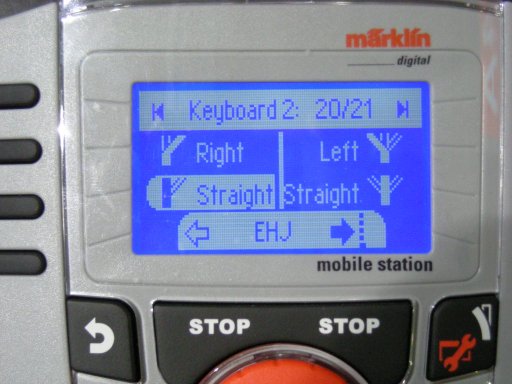 märklin
digital
Keyboard 2: 20/21
Right Left
Straight Straight
EHJ
mobile station
STOP STOP